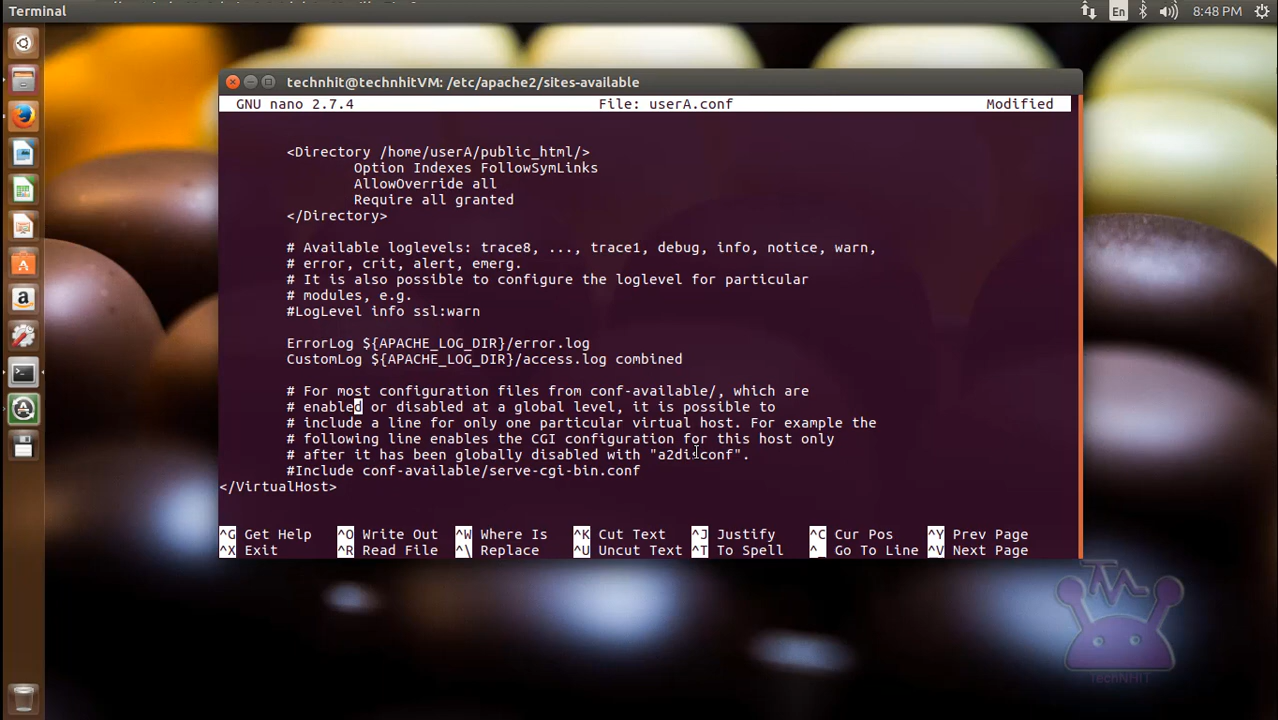 Terminal
En
8:48 PM
technhit@technhitVM: /etc/apache2/sites-available
GNU nano 2.7.4 File: userA.conf Modified
<Directory /home/userA/public_html/>
Option Indexes FollowSymLinks
AllowOverride all
Require all granted
</Directory>
# Available loglevels: trace8, ..., trace1, debug, info, notice, warn,
# error, crit, alert, emerg.
# It is also possible to configure the loglevel for particular
# modules, e.g.
#LogLevel info ssl:warn
ErrorLog ${APACHE_LOG_DIR}/error.log
CustomLog ${APACHE_LOG_DIR}/access.log combined
# For most configuration files from conf-available/, which are
# enabled or disabled at a global level, it is possible to
# include a line for only one particular virtual host. For example the
# following line enables the CGI configuration for this host only
# after it has been globally disabled with "a2disconf".
#Include conf-available/serve-cgi-bin.conf
</VirtualHost>
^G Get Help ^O Write Out ^W Where Is ^K Cut Text ^J Justify ^C Cur Pos ^Y Prev Page
^X Exit ^R Read File ^\ Replace ^U Uncut Text ^T To Spell ^_ Go To Line ^V Next Page
TechNHIT